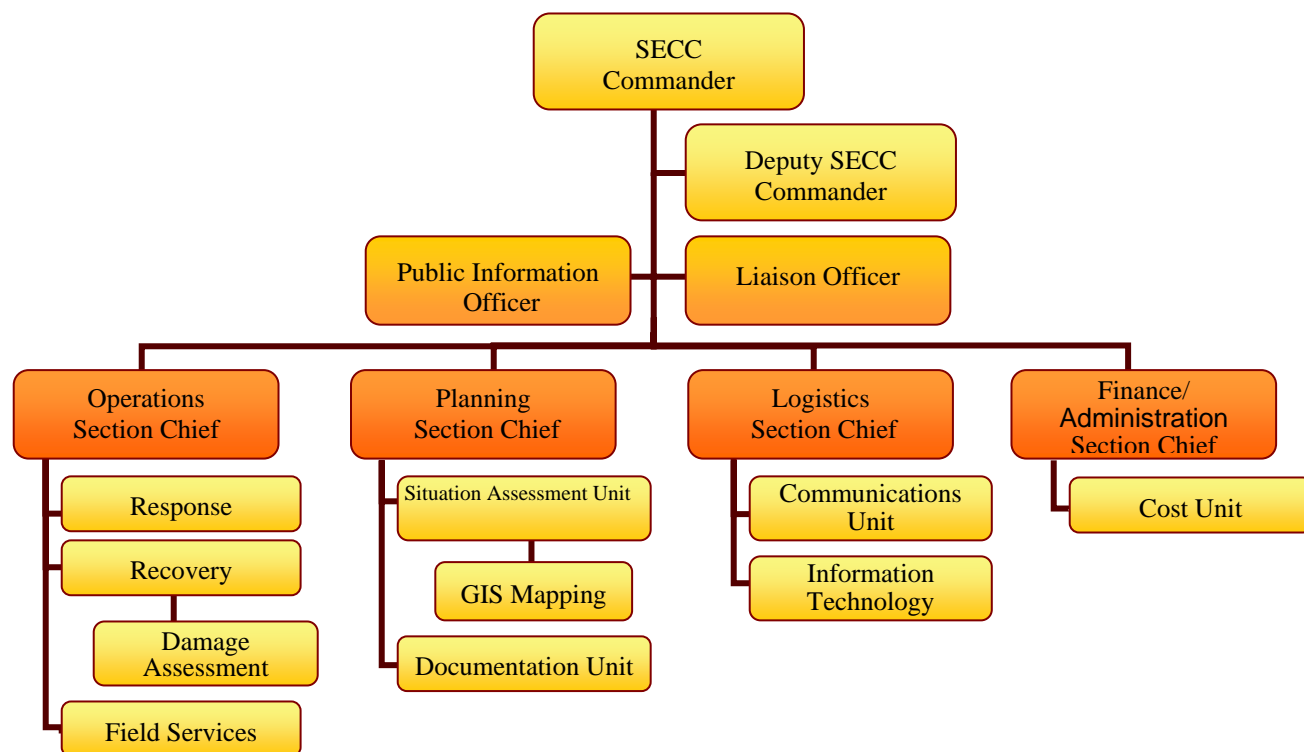 SECC
Commander
Deputy SECC
Commander
Public Information
Officer
Liaison Officer
Operations
Section Chief
Planning
Section Chief
Logistics
Section Chief
Finance/
Administration
Section Chief
Response
Recovery
Damage
Assessment
Field Services
Situation Assessment Unit
GIS Mapping
Documentation Unit
Communications
Unit
Information
Technology
Cost Unit